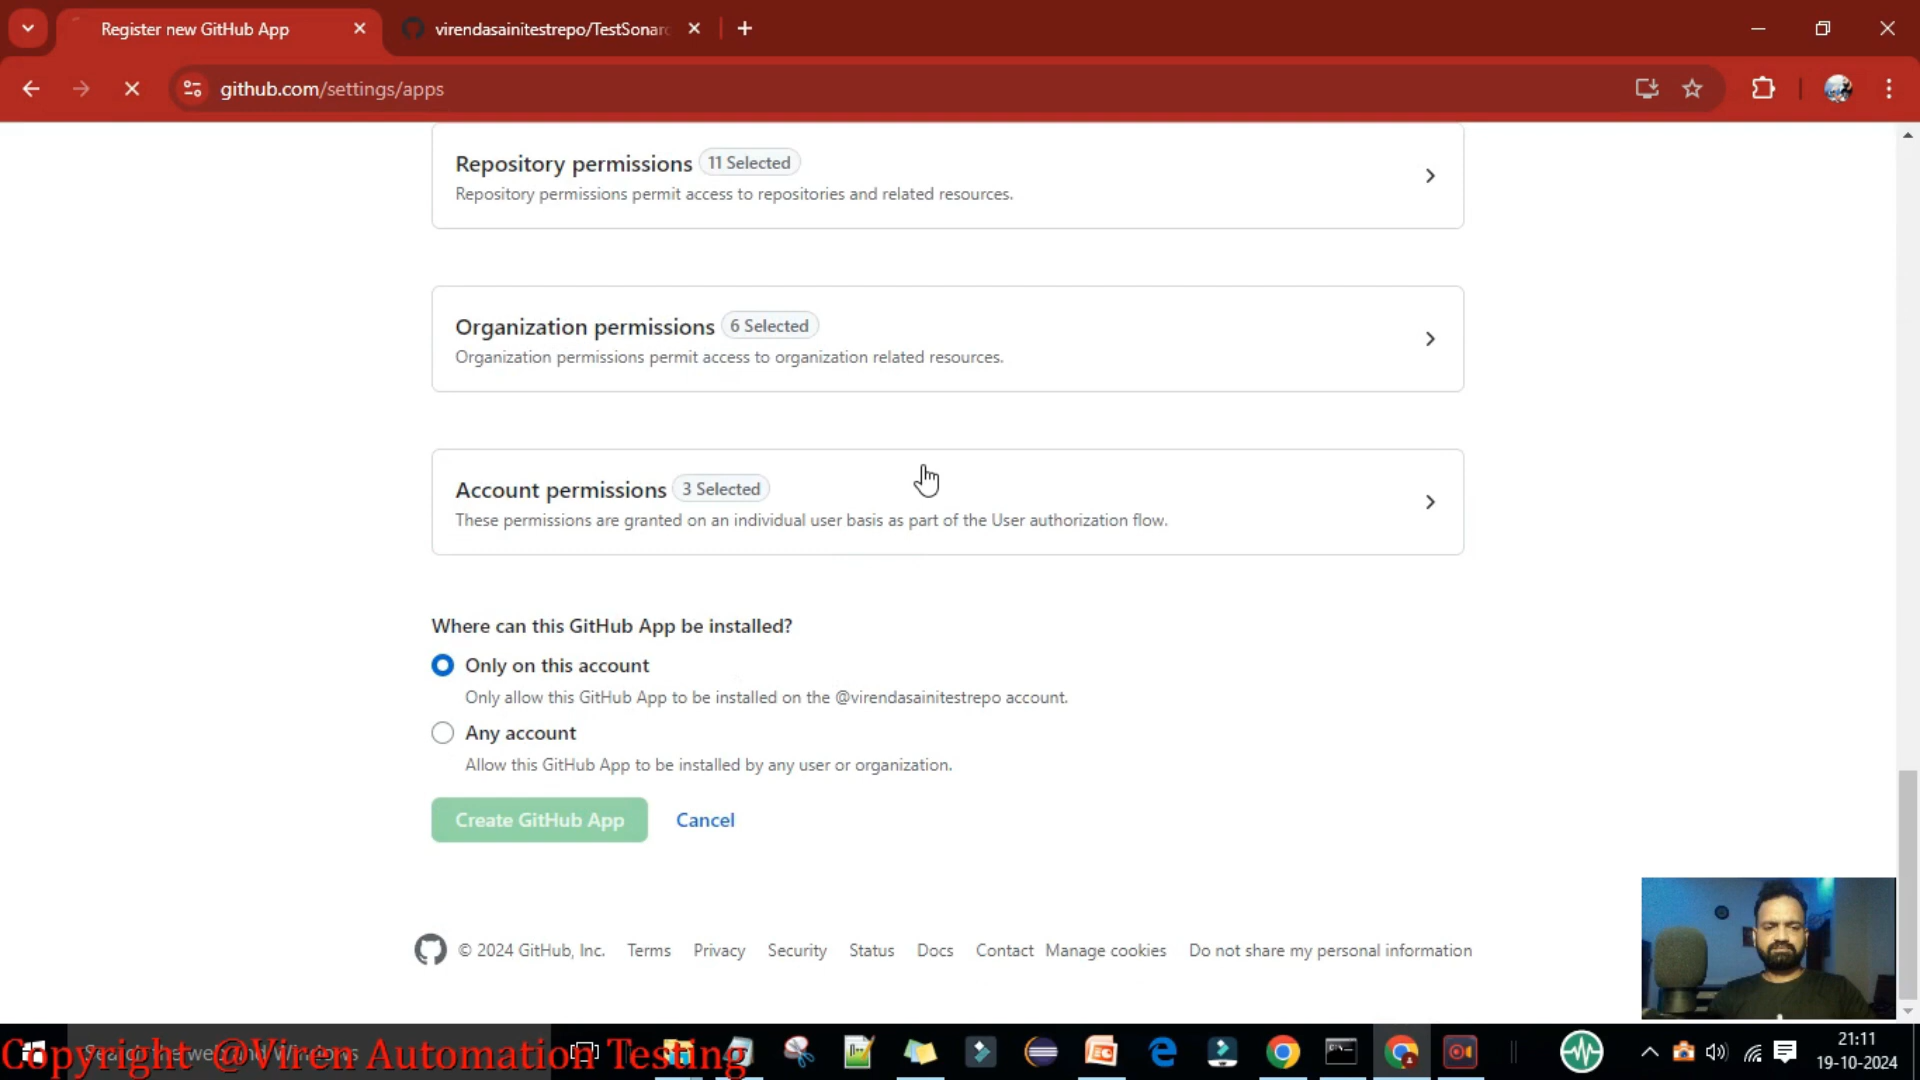 Register new GitHub App
virendasainitestrepo/TestSonar
github.com/settings/apps
Repository permissions 11 Selected
Repository permissions permit access to repositories and related resources.
Organization permissions 6 Selected
Organization permissions permit access to organization related resources.
Account permissions 3 Selected
These permissions are granted on an individual user basis as part of the User authorization flow.
Where can this GitHub App be installed?
Only on this account
Only allow this GitHub App to be installed on the @virendasainitestrepo account.
Any account
Allow this GitHub App to be installed by any user or organization.
Create GitHub App Cancel
© 2024 GitHub, Inc. Terms Privacy Security Status Docs Contact Manage cookies Do not share my personal information
Search the web and Windows
Copyright @Viren Automation Testing
21:11
19-10-2024